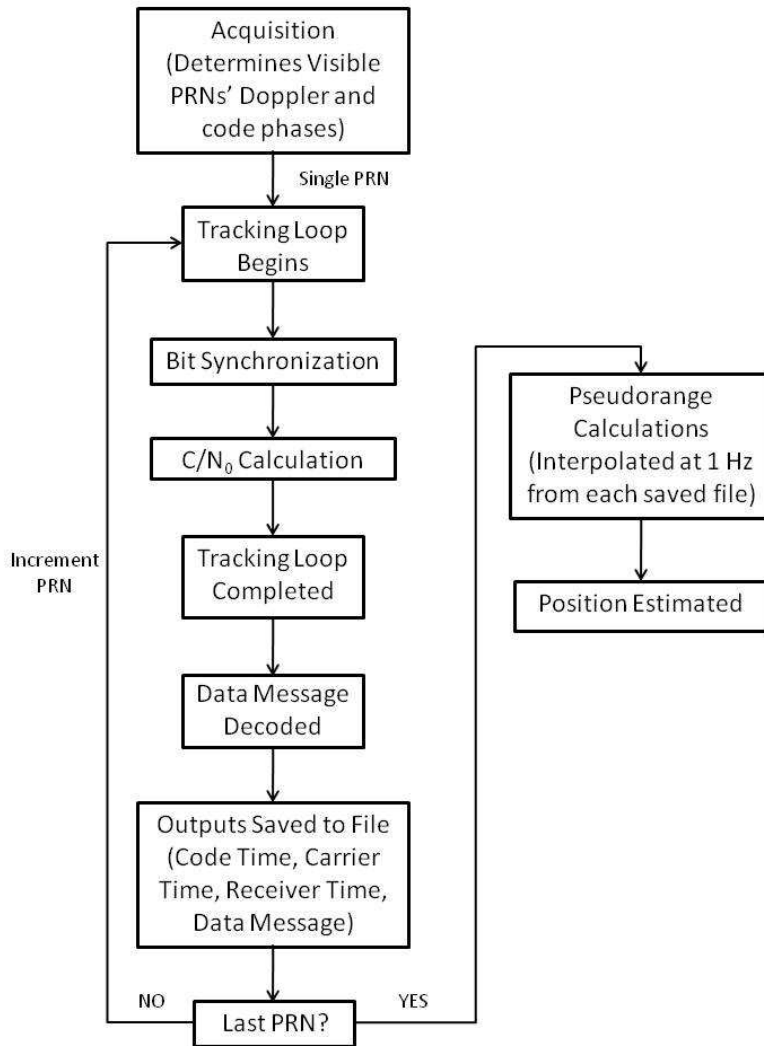 Acquisition
(Determines Visible
PRNs' Doppler and
code phases)
Single PRN
Tracking Loop
Begins
Bit Synchronization
C/N0 Calculation
Tracking Loop
Completed
Increment
PRN
Data Message
Decoded
Outputs Saved to File
(Code Time, Carrier
Time, Receiver Time,
Data Message)
NO
Last PRN?
YES
Pseudorange
Calculations
(Interpolated at 1 Hz
from each saved file)
Position Estimated